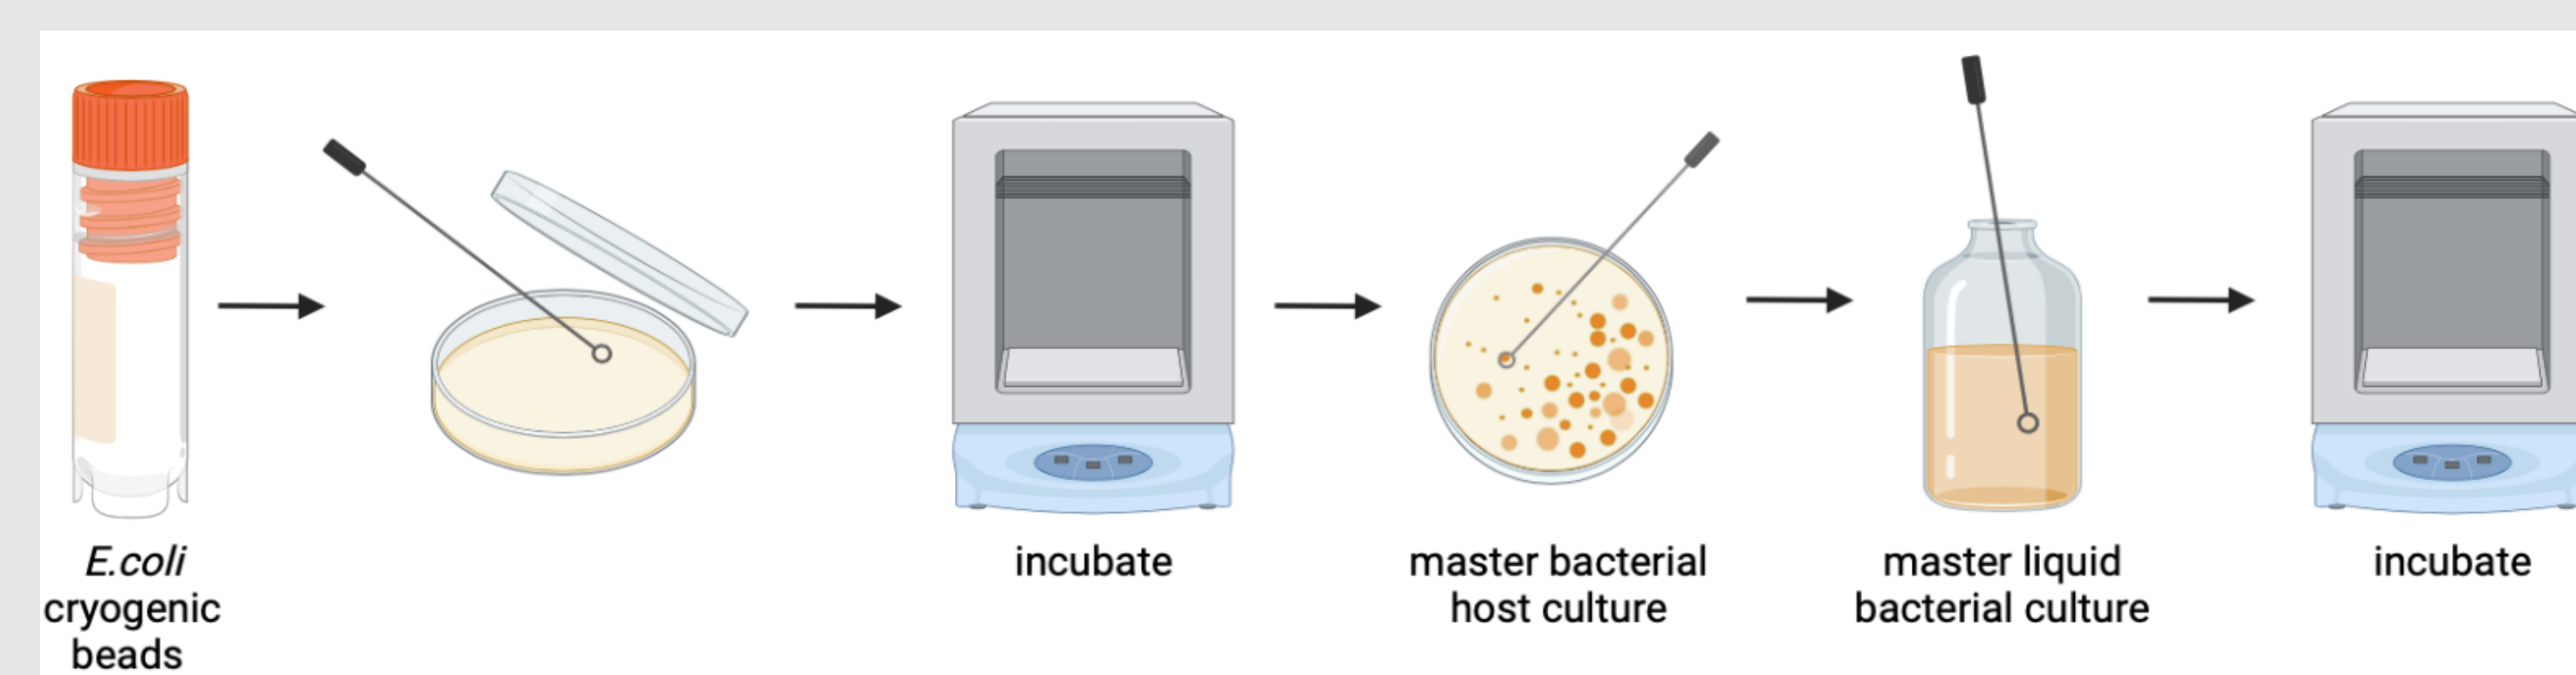 E.coli
cryogenic
beads
incubate
master bacterial
host culture
master liquid
bacterial culture
incubate